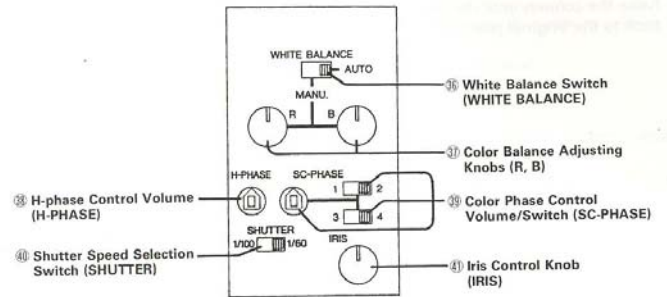 WHITE BALANCE
AUTO
MANU.
R B
㊱ White Balance Switch
(WHITE BALANCE)
㊲ Color Balance Adjusting
Knobs (R, B)
H-PHASE SC-PHASE
1 2
3 4
㊳ H-phase Control Volume
(H-PHASE)
㊴ Color Phase Control
Volume/Switch (SC-PHASE)
SHUTTER
1/100 1/60
IRIS
㊵ Shutter Speed Selection
Switch (SHUTTER)
㊶ Iris Control Knob
(IRIS)